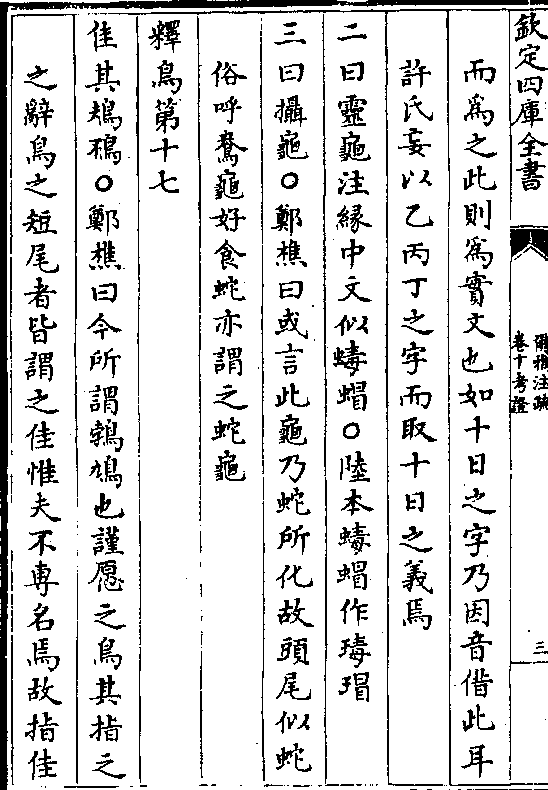 欽定四庫全書
爾雅注疏
卷十考證
三
而為之此則為實文也如十日之字乃因音借此耳
許氏妄以乙丙丁之字而取十日之義焉
二曰靈龜注緣中文似蝳蝐○陸本蝳蝐作瑇瑁
三曰攝龜○鄭樵曰或言此龜乃蛇所化故頭尾似蛇
俗呼鴦龜好食蛇亦謂之蛇龜
釋鳥第十七
隹其鳺鴀○鄭樵曰今所謂鵓鳩也謹愿之鳥其指之
之辭鳥之短尾者皆謂之隹惟夫不專名焉故指隹